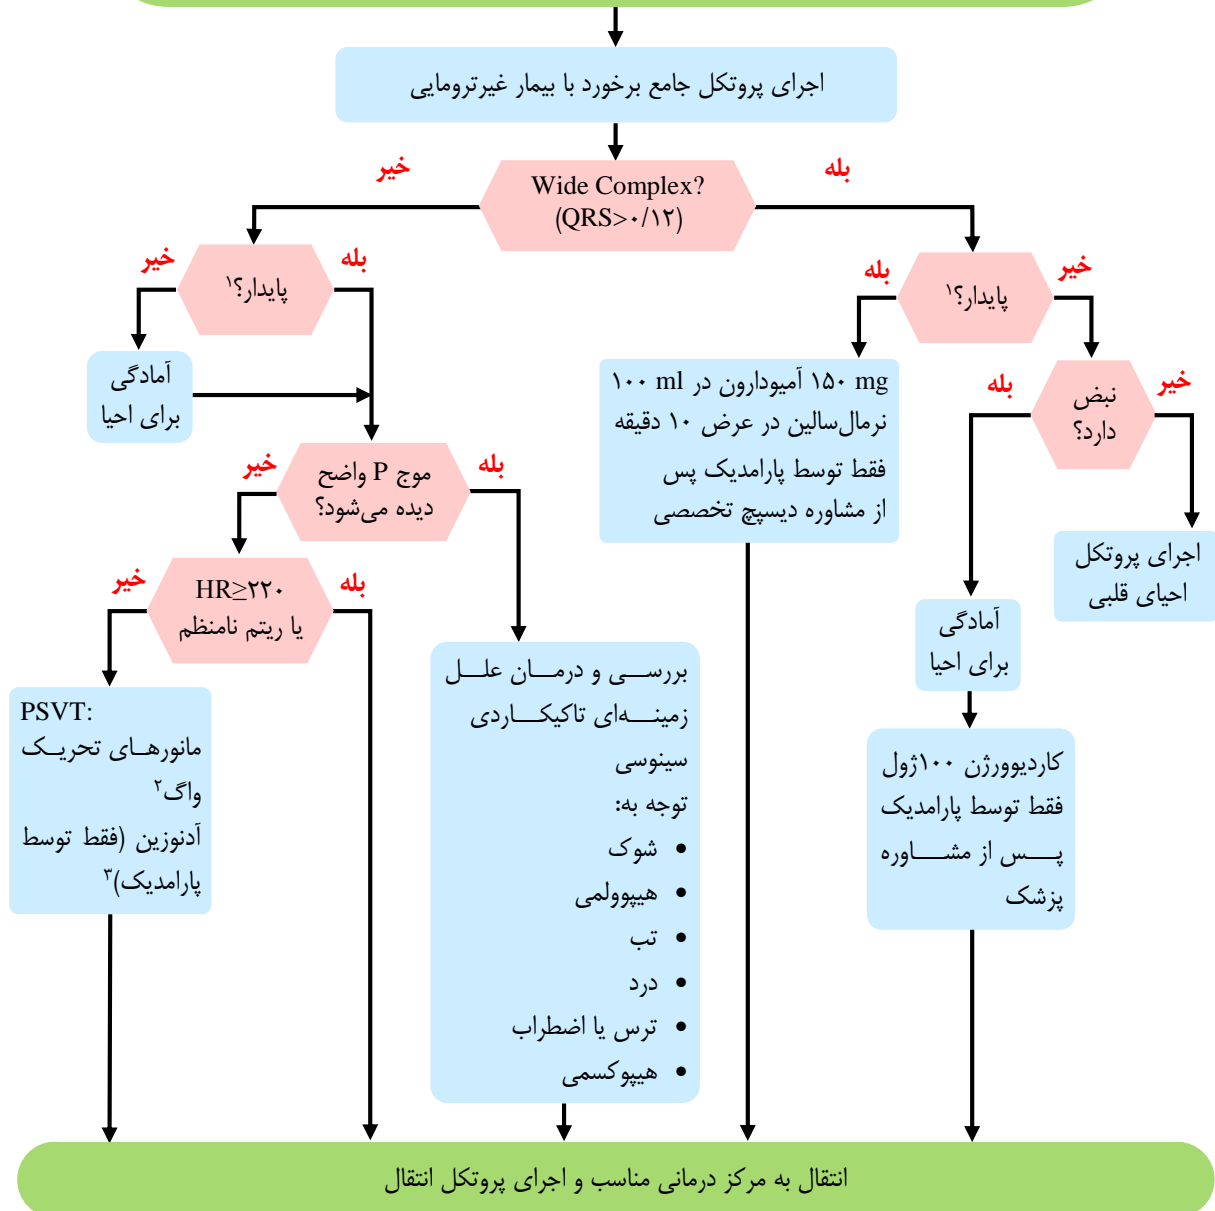 اجرای پروتکل جامع برخورد با بیمار غیرترومایی
Wide Complex?
(QRS>۰/۱۲)
بله
خیر
پایدار؟۱
خیر
بله
نبض
دارد؟
خیر
بله
اجرای پروتکل
احیای قلبی
آمادگی
برای احیا
کاردیوورژن ۱۰۰ژول
فقط توسط پارامدیک
پس از مشاوره
پزشک
۱۵۰ mg آمیودارون در ۱۰۰ ml
نرمال‌سالین در عرض ۱۰ دقیقه
فقط توسط پارامدیک پس
از مشاوره دیسپچ تخصصی
پایدار؟۱
بله
خیر
آمادگی
برای احیا
موج P واضح
دیده می‌شود؟
بله
خیر
بررسی و درمان علل
زمینه‌ای تاکیکاردی
سینوسی
توجه به:
• شوک
• هیپوولمی
• تب
• درد
• ترس یا اضطراب
• هیپوکسمی
HR≥۲۲۰
یا ریتم نامنظم
بله
خیر
PSVT:
مانورهای تحریک
واگ۲
آدنوزین (فقط توسط
پارامدیک)۳
انتقال به مرکز درمانی مناسب و اجرای پروتکل انتقال